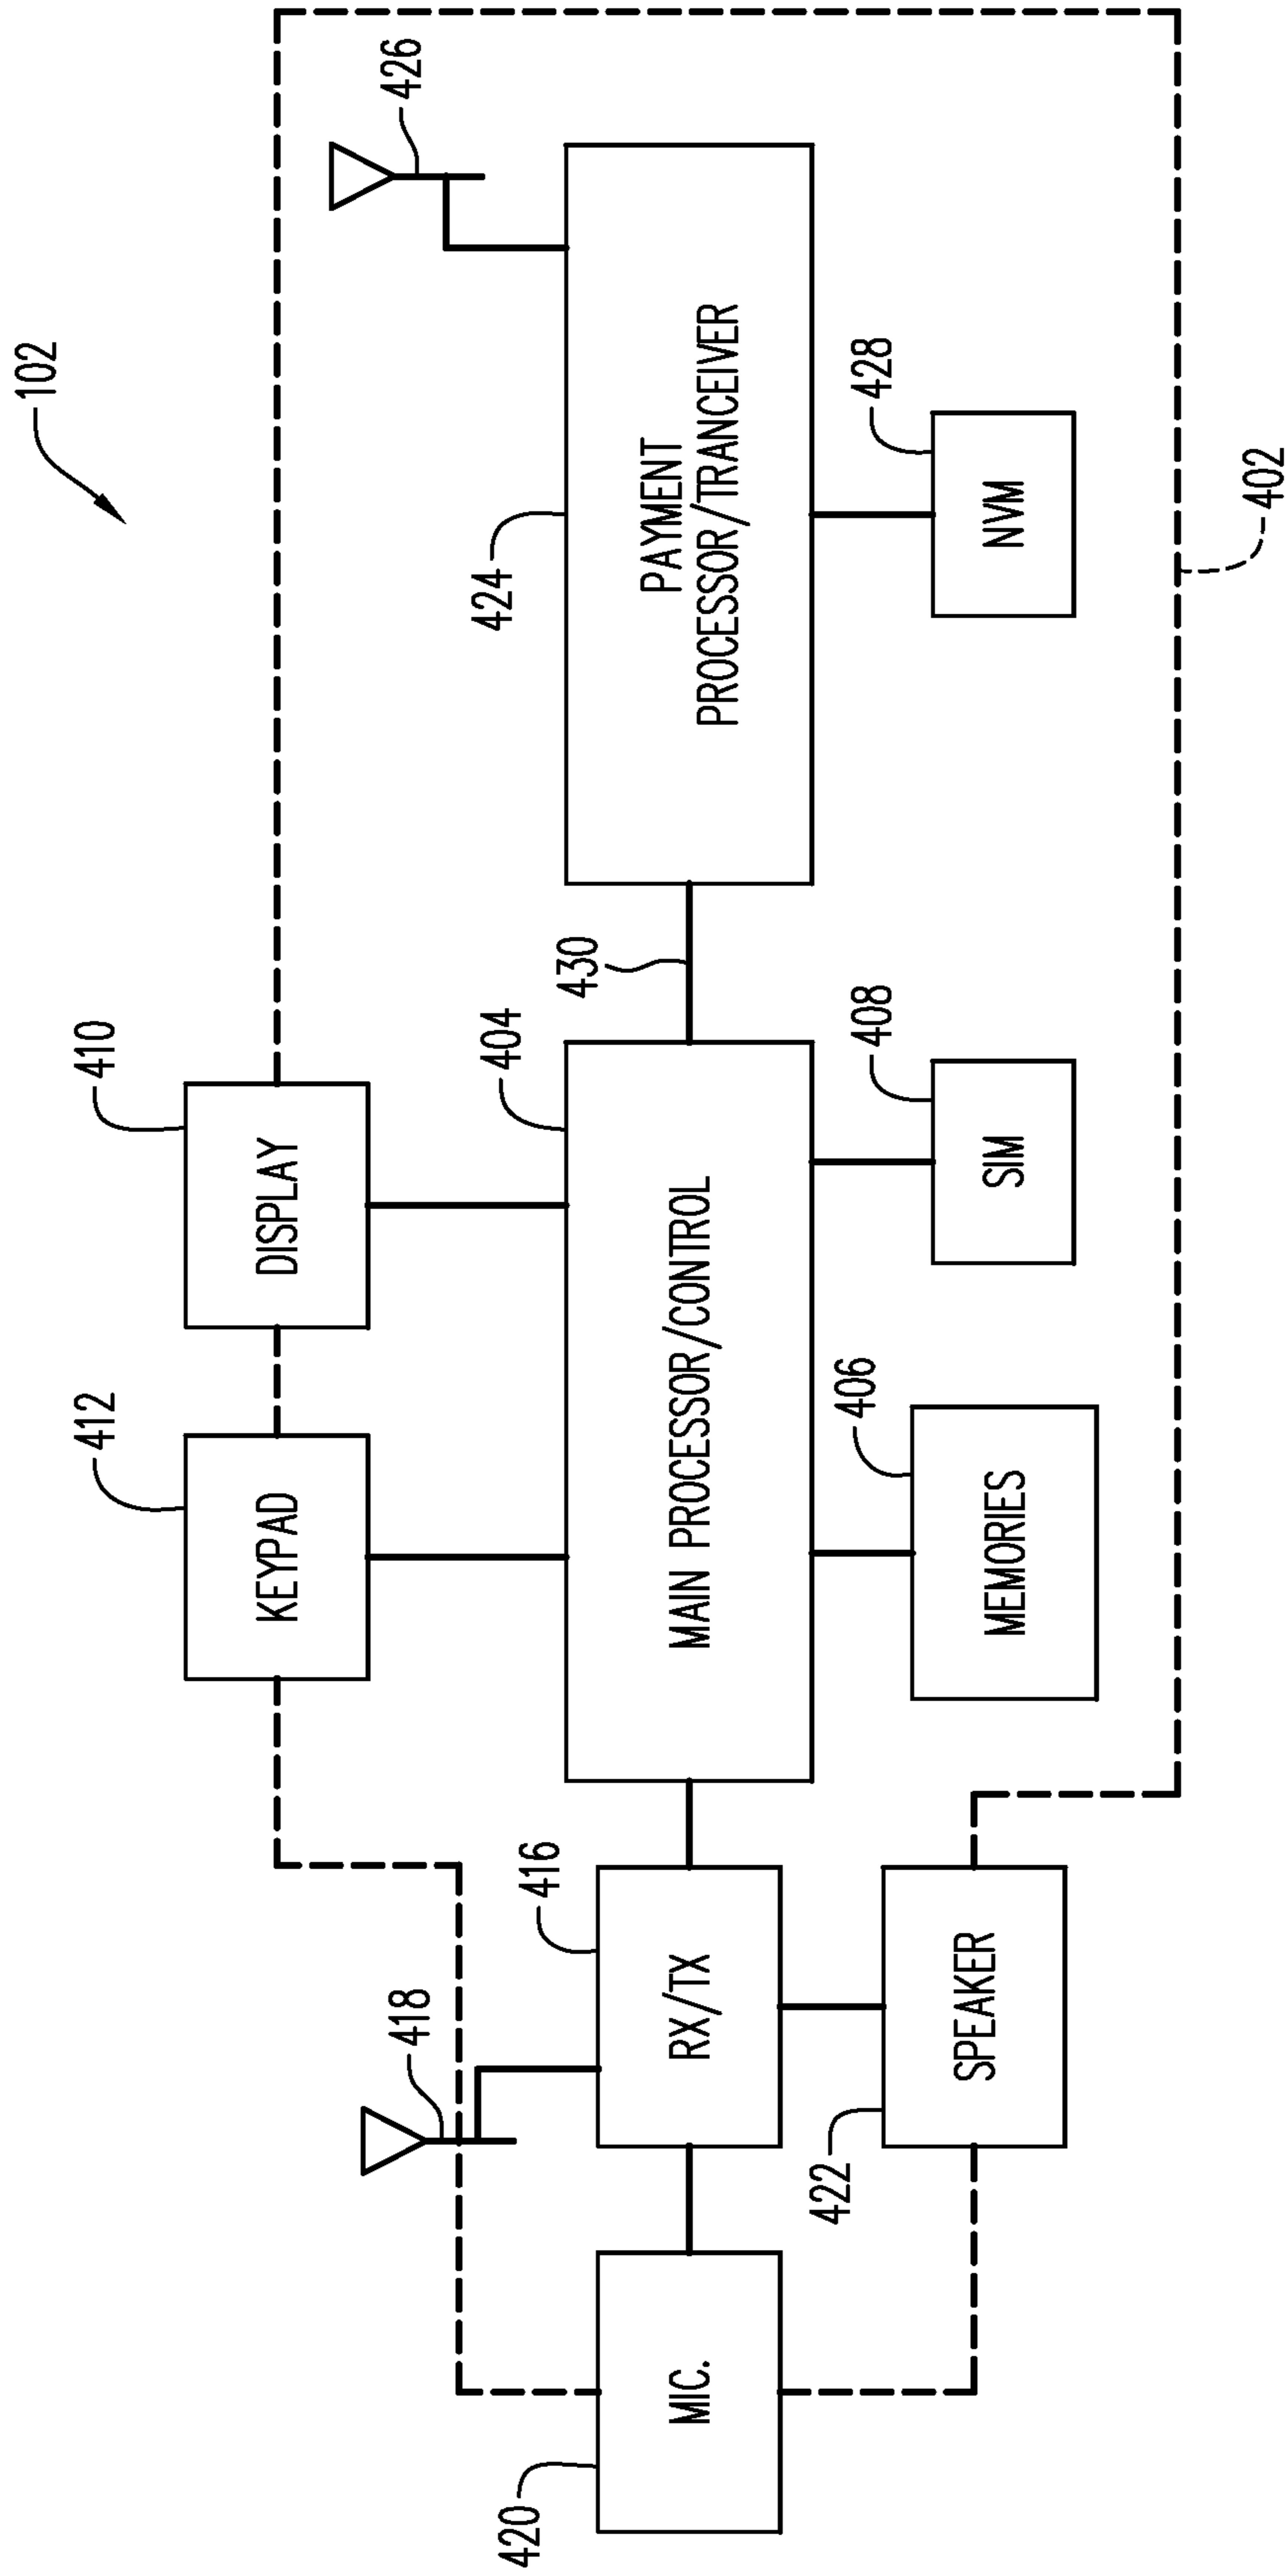 102
412
410
KEYPAD
DISPLAY
418
426
420
416
404
430
424
MIC.
RX/TX
MAIN PROCESSOR/CONTROL
PAYMENT
PROCESSOR/TRANCEIVER
422
406
408
428
SPEAKER
MEMORIES
SIM
NVM
402